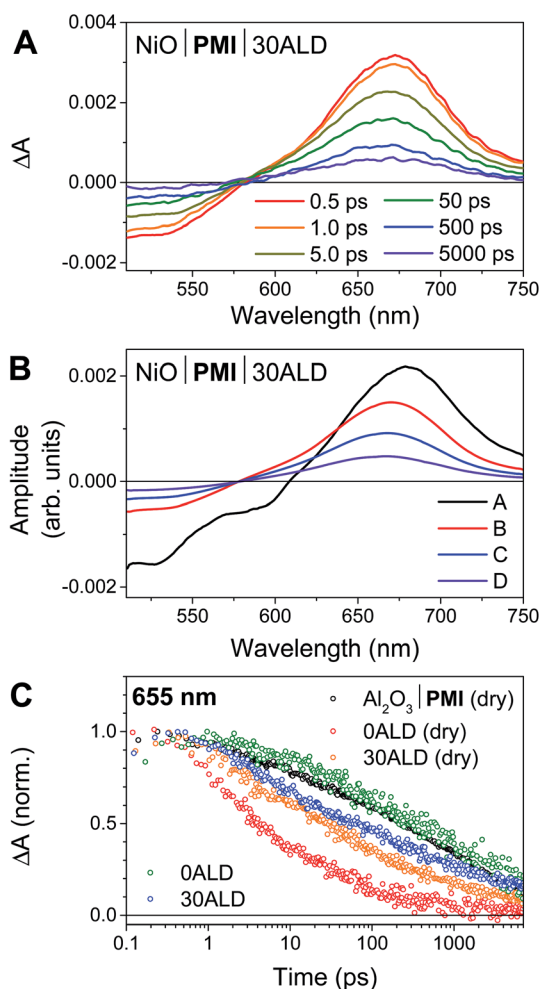 A
NiO | PMI | 30ALD
0.004
0.002
0.000
-0.002
ΔA
0.5 ps
50 ps
1.0 ps
500 ps
5.0 ps
5000 ps
550
600
650
700
750
Wavelength (nm)
B
NiO | PMI | 30ALD
0.002
0.000
-0.002
Amplitude
(arb. units)
A
B
C
D
550
600
650
700
750
Wavelength (nm)
C
655 nm
Al₂O₃ | PMI (dry)
0ALD (dry)
30ALD (dry)
0ALD
30ALD
1.0
0.5
0.0
ΔA (norm.)
0.1
1
10
100
1000
Time (ps)